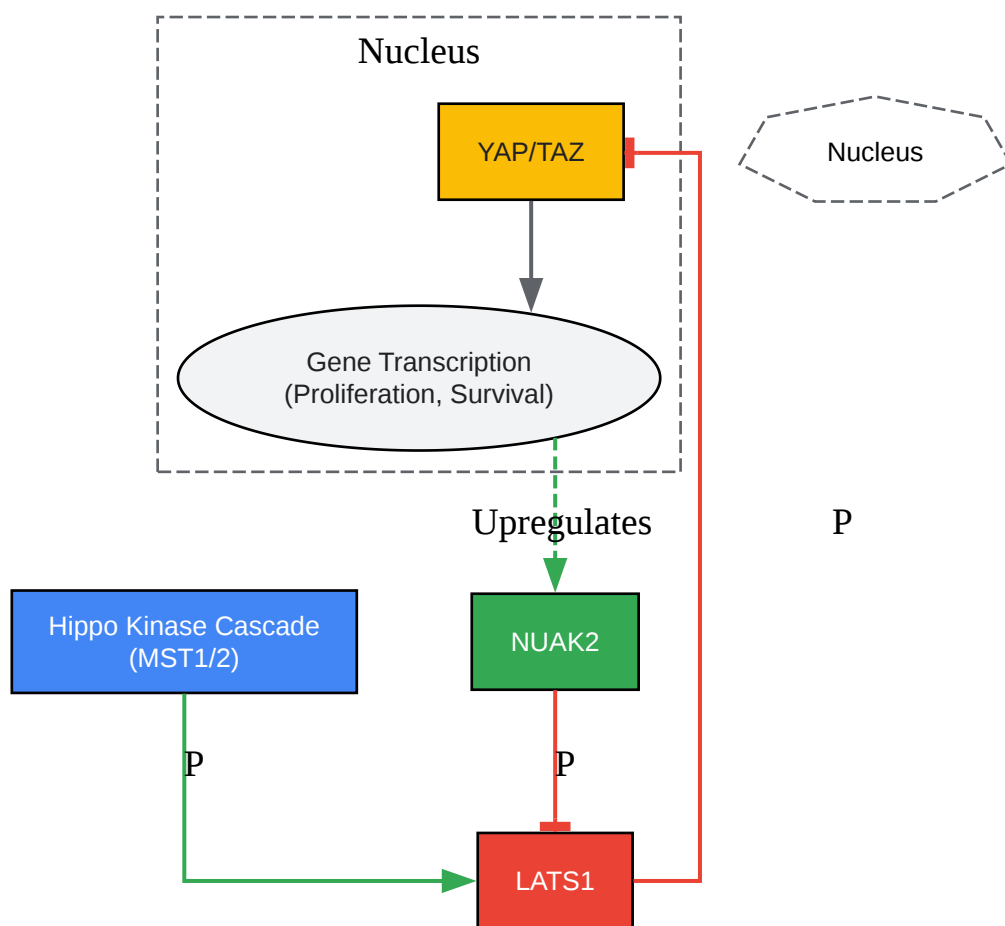 Nucleus
YAP/TAZ
Nucleus
Gene Transcription
(Proliferation, Survival)
Upregulates
P
Hippo Kinase Cascade
(MST1/2)
NUAK2
P
P
LATS1